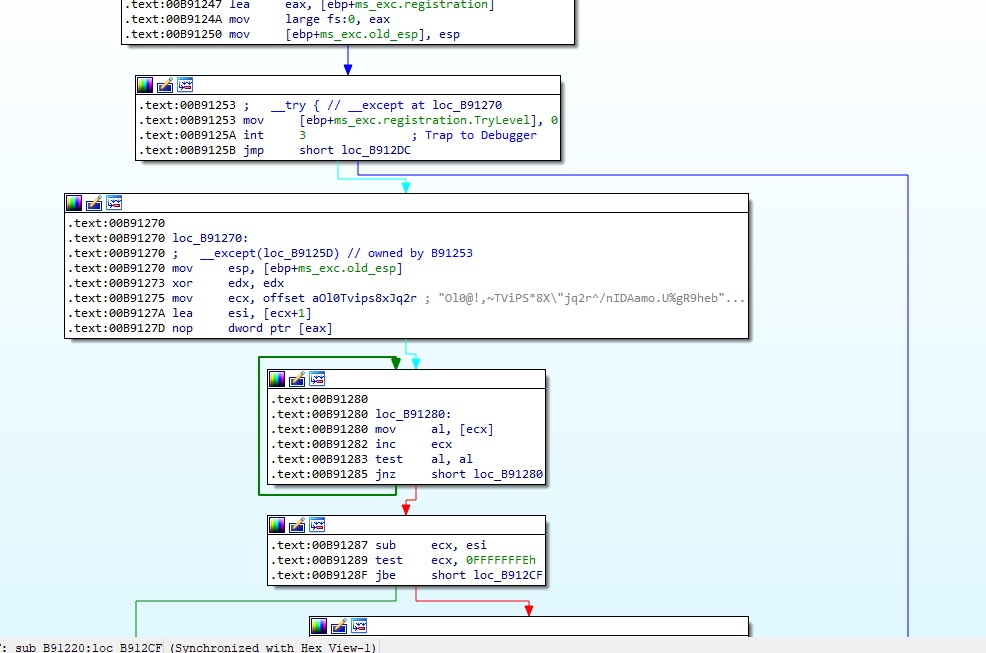 .text:00B91247 lea     eax, [ebp+ms_exc.registration]
.text:00B9124A mov     large fs:0, eax
.text:00B91250 mov     [ebp+ms_exc.old_esp], esp
.text:00B91253 ;   __try { // __except at loc_B91270
.text:00B91253 mov     [ebp+ms_exc.registration.TryLevel], 0
.text:00B9125A int     3               ; Trap to Debugger
.text:00B9125B jmp     short loc_B912DC
.text:00B91270
.text:00B91270 loc_B91270:
.text:00B91270 ;   __except(loc_B9125D) // owned by B91253
.text:00B91270 mov     esp, [ebp+ms_exc.old_esp]
.text:00B91273 xor     edx, edx
.text:00B91275 mov     ecx, offset aOl0Tvips8xJq2r ; "Ol0@!,~TViPS*8X\"jq2r^/nIDAamo.U%gR9heb"...
.text:00B9127A lea     esi, [ecx+1]
.text:00B9127D nop     dword ptr [eax]
.text:00B91280
.text:00B91280 loc_B91280:
.text:00B91280 mov     al, [ecx]
.text:00B91282 inc     ecx
.text:00B91283 test    al, al
.text:00B91285 jnz     short loc_B91280
.text:00B91287 sub     ecx, esi
.text:00B91289 test    ecx, 0FFFFFFFEh
.text:00B9128F jbe     short loc_B912CF
: sub_B91220:loc_B912CF (Synchronized with Hex View-1)